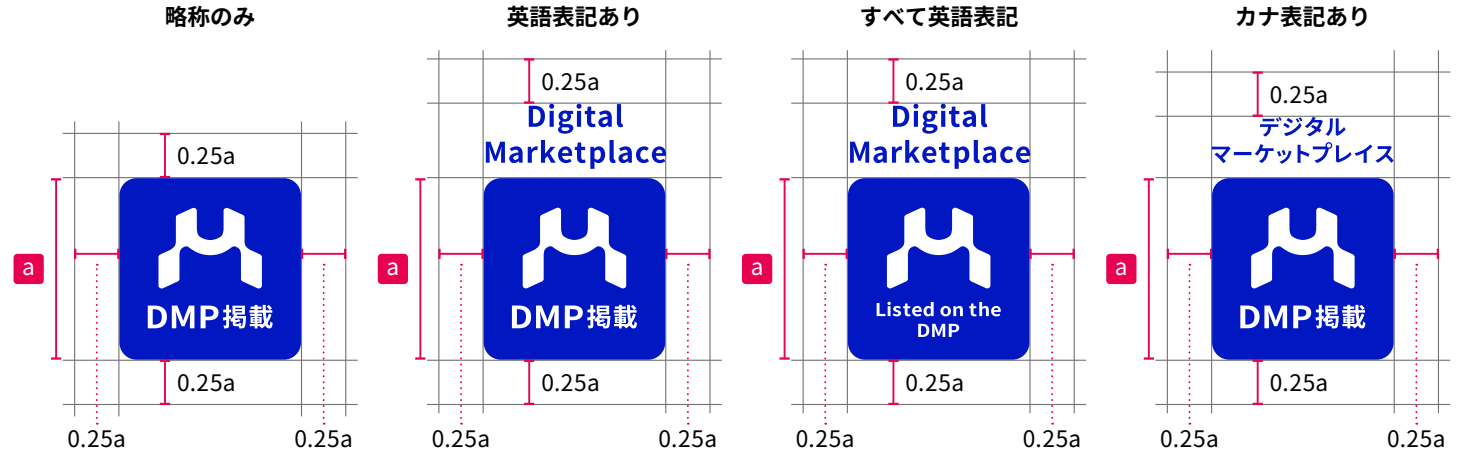 略称のみ
0.25a
a
DMP掲載
0.25a
0.25a
0.25a
英語表記あり
0.25a
Digital
Marketplace
a
DMP掲載
0.25a
0.25a
0.25a
すべて英語表記
0.25a
Digital
Marketplace
a
Listed on the
DMP
0.25a
0.25a
0.25a
カナ表記あり
0.25a
デジタル
マーケットプレイス
a
DMP掲載
0.25a
0.25a
0.25a